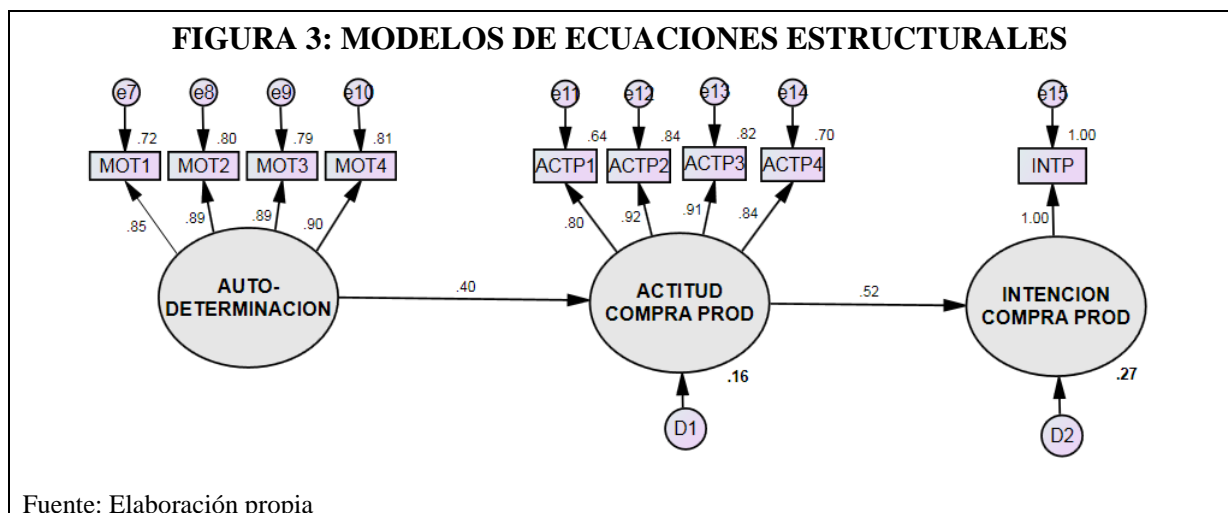 FIGURA 3: MODELOS DE ECUACIONES ESTRUCTURALES
e7 e8 e9 e10 e11 e12 e13 e14 e15
.72 .80 .79 .81 .64 .84 .82 .70 1.00
MOT1 MOT2 MOT3 MOT4 ACTP1 ACTP2 ACTP3 ACTP4 INTP
.85 .89 .89 .90 .80 .92 .91 .84 1.00
AUTO-
DETERMINACION
.40
ACTITUD
COMPRA PROD
.52
INTENCION
COMPRA PROD
.16 .27
D1 D2
Fuente: Elaboración propia